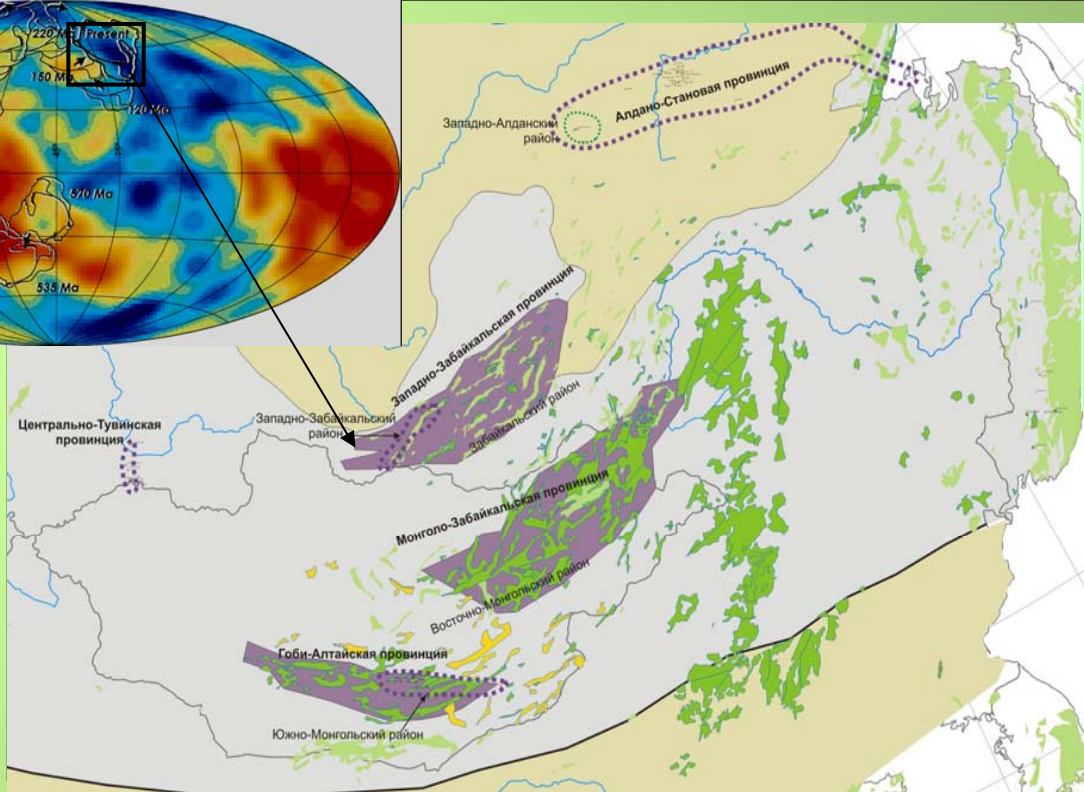 220 Ma
Present
150 Ma
120 Ma
570 Ma
535 Ma
Алдано-Становая провинция
Западно-Алданский
район
Западно-Забайкальская провинция
Западно-Забайкальский
район
Забайкальский район
Центрально-Тувинская
провинция
Монголо-Забайкальская провинция
Восточно-Монгольский район
Гоби-Алтайская провинция
Южно-Монгольский район